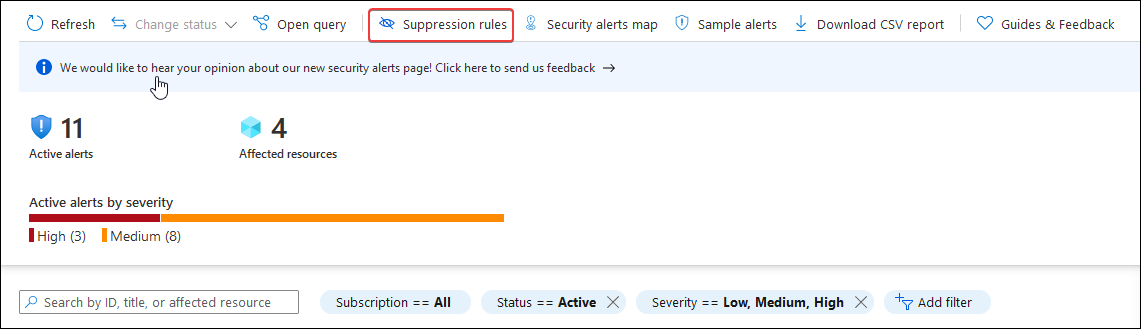 Refresh Change status Open query Suppression rules Security alerts map Sample alerts Download CSV report Guides & Feedback
We would like to hear your opinion about our new security alerts page! Click here to send us feedback →
11 4
Active alerts Affected resources
Active alerts by severity
High (3) Medium (8)
Search by ID, title, or affected resource Subscription == All Status == Active Severity == Low, Medium, High Add filter